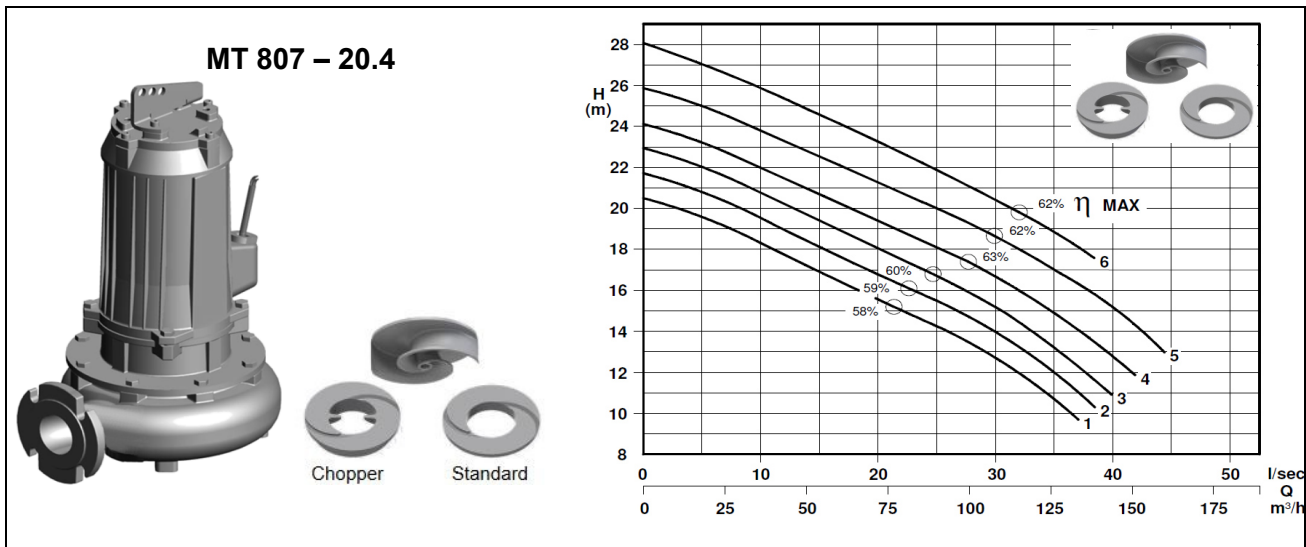 MT 807 – 20.4
Chopper Standard
H
(m)
28
26
24
22
20
18
16
14
12
10
8
62% η MAX
62%
63%
60%
59%
58%
6
5
4
3
2
1
0 10 20 30 40 50 l/sec
Q
0 25 50 75 100 125 150 175 m³/h